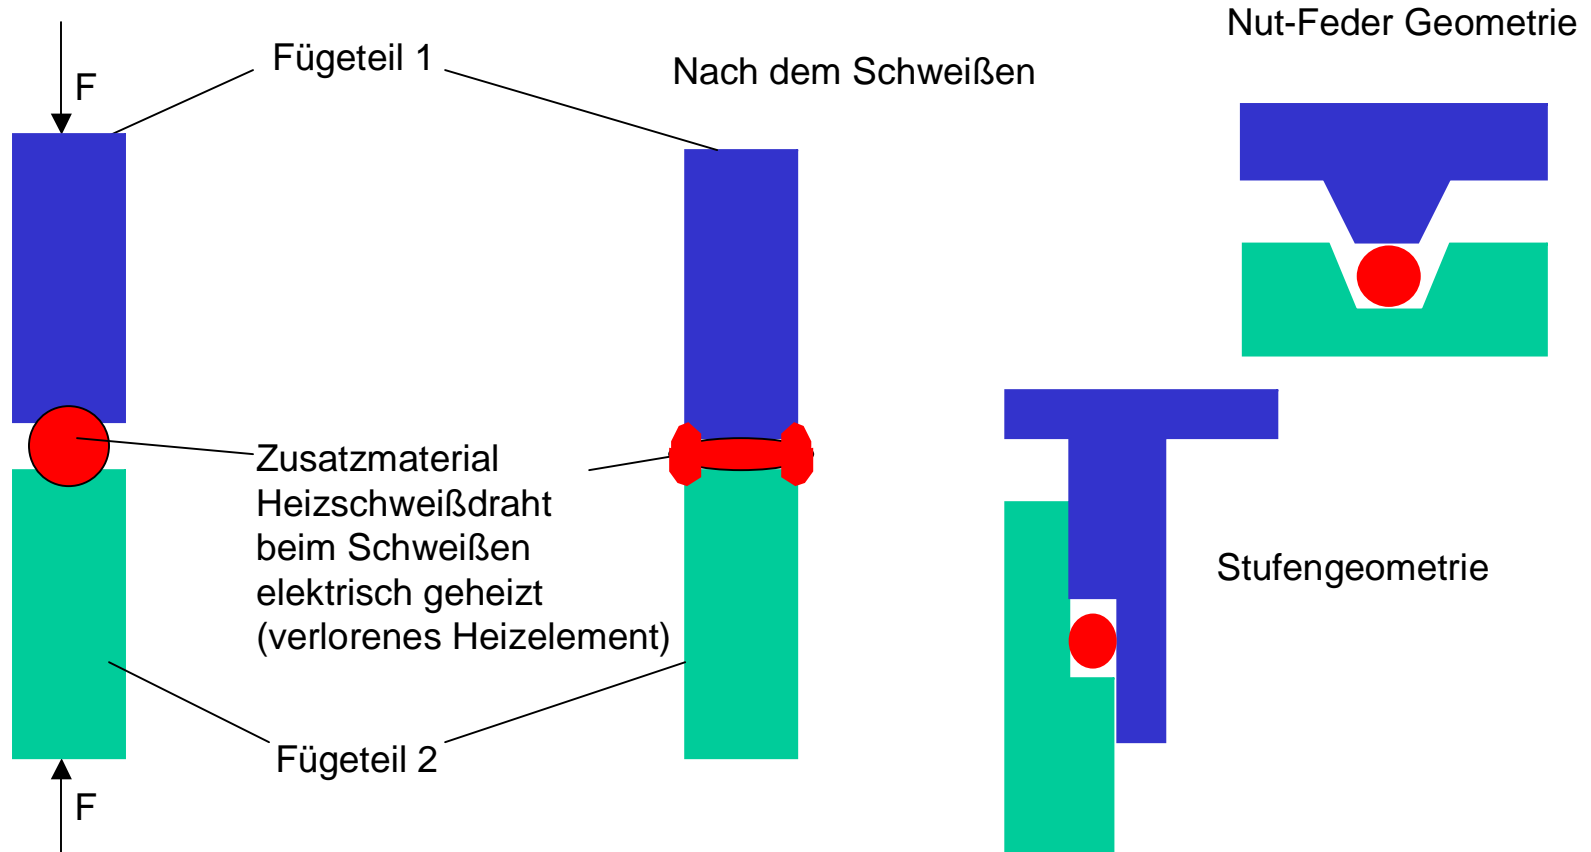 Nut-Feder Geometrie
Fügeteil 1
Nach dem Schweißen
F
Zusatzmaterial
Heizschweißdraht
beim Schweißen
elektrisch geheizt
(verlorenes Heizelement)
Stufengeometrie
Fügeteil 2
F